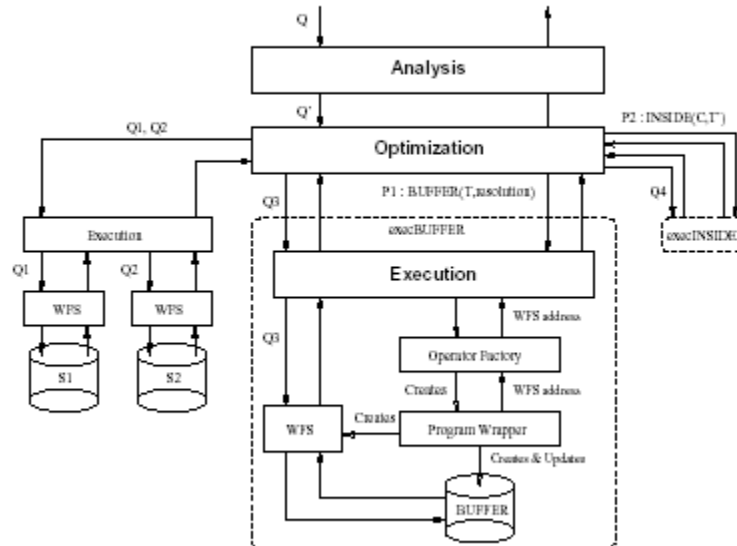 Q
Analysis
Q'
Q1, Q2
P2 : INSIDE(C,T')
Optimization
Q3
P1 : BUFFER(T,resolution)
Q4
execBUFFER
execINSIDE
Execution
Q1
Q2
Execution
WFS
WFS
WFS address
Q3
Operator Factory
S1
S2
Creates
WFS address
Creates
WFS
Program Wrapper
Creates & Updates
BUFFER